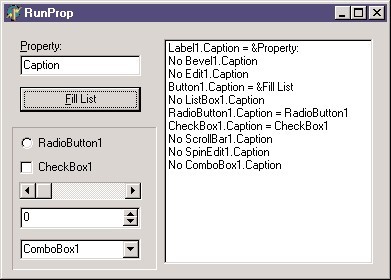 RunProp
Property:
Caption
Fill List
RadioButton1
CheckBox1
0
ComboBox1
Label1.Caption = &Property:
No Bevel1.Caption
No Edit1.Caption
Button1.Caption = &Fill List
No ListBox1.Caption
RadioButton1.Caption = RadioButton1
CheckBox1.Caption = CheckBox1
No ScrollBar1.Caption
No SpinEdit1.Caption
No ComboBox1.Caption